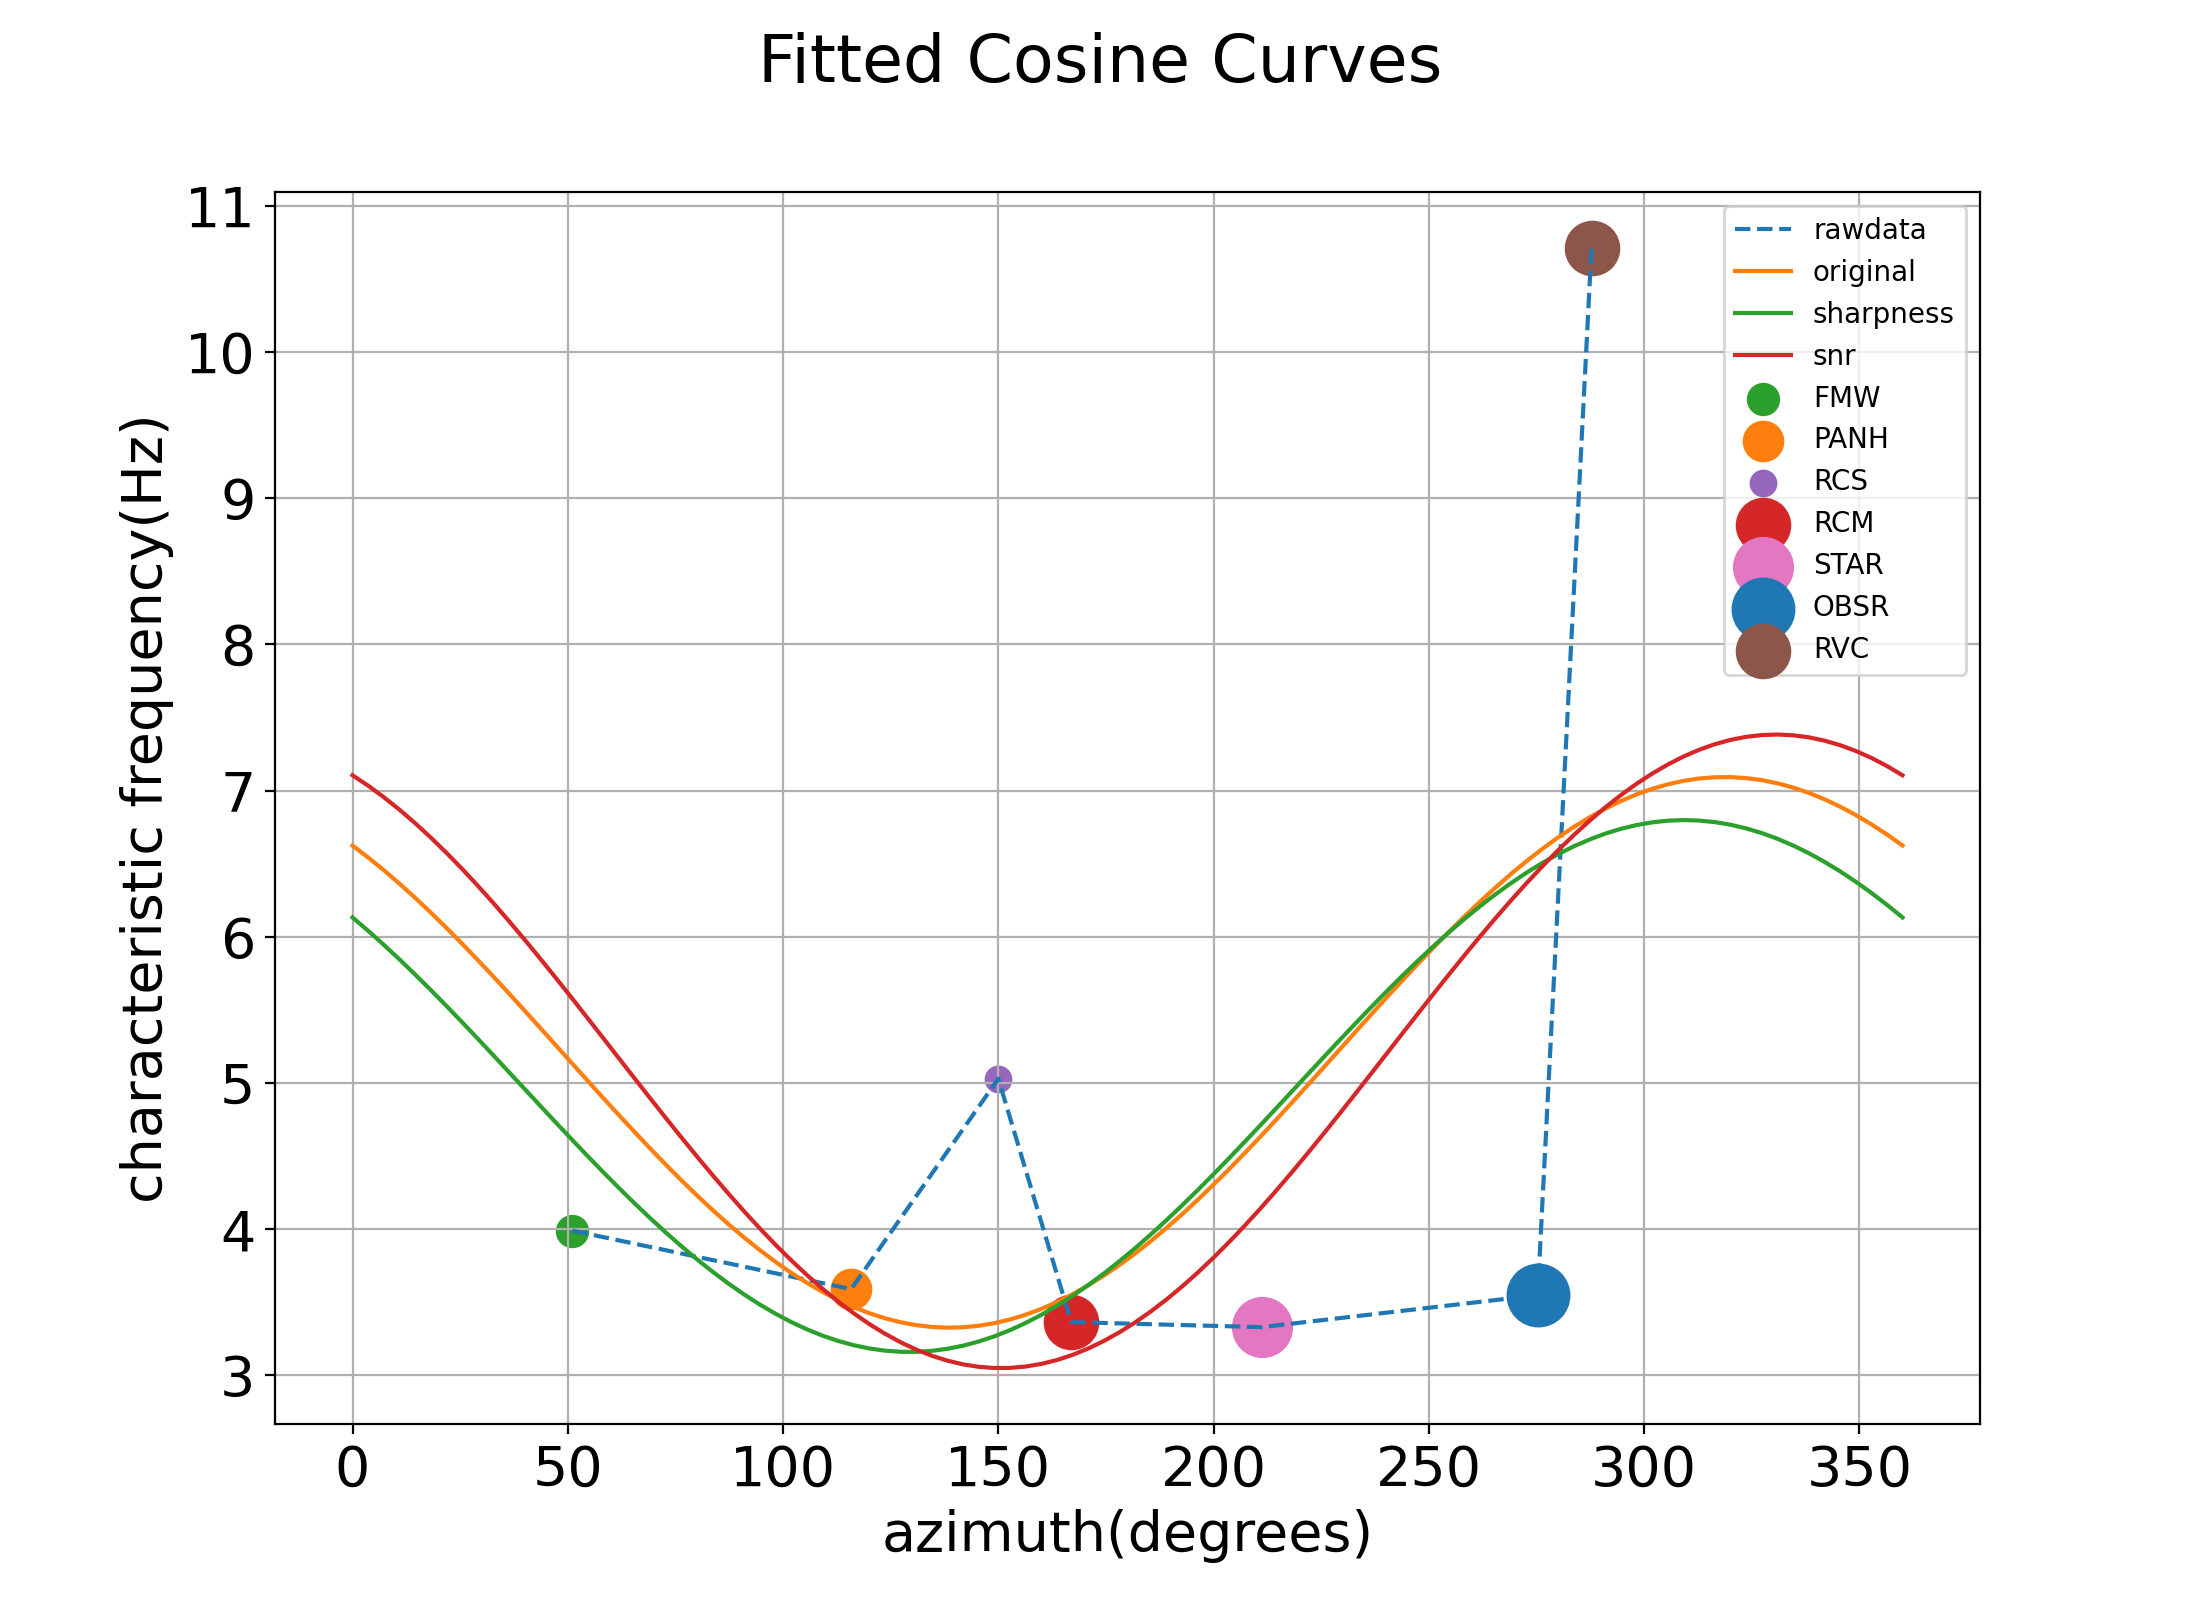 Fitted Cosine Curves
11
10
9
8
7
6
5
4
3
characteristic frequency(Hz)
rawdata
original
sharpness
snr
FMW
PANH
RCS
RCM
STAR
OBSR
RVC
0 50 100 150 200 250 300 350
azimuth(degrees)